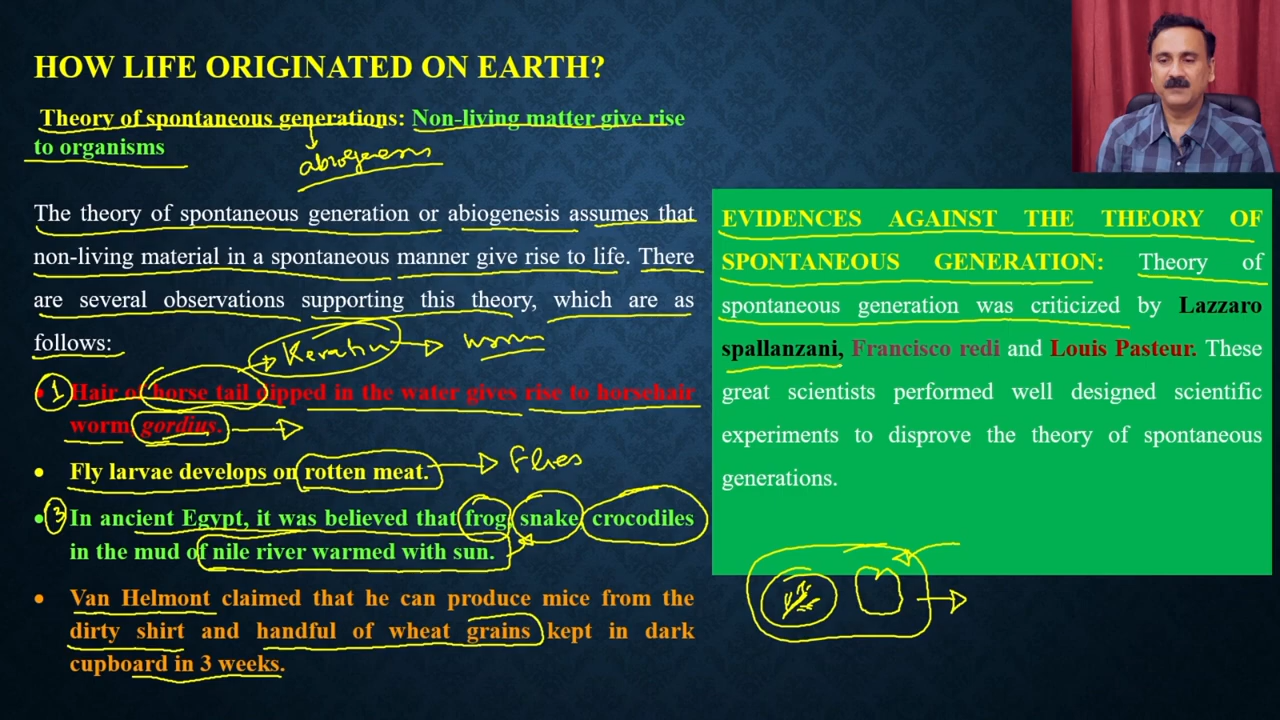 HOW LIFE ORIGINATED ON EARTH?
Theory of spontaneous generations: Non-living matter give rise
to organisms
abiogenesis
The theory of spontaneous generation or abiogenesis assumes that
non-living material in a spontaneous manner give rise to life. There
are several observations supporting this theory, which are as
follows:
Keratin worm
• 1 Hair of horse tail dipped in the water gives rise to horsehair
worm gordius.
• Fly larvae develops on rotten meat. Flies
• 3 In ancient Egypt, it was believed that frog, snake, crocodiles
in the mud of nile river warmed with sun.
• Van Helmont claimed that he can produce mice from the
dirty shirt and handful of wheat grains kept in dark
cupboard in 3 weeks.
EVIDENCES AGAINST THE THEORY OF
SPONTANEOUS GENERATION: Theory of
spontaneous generation was criticized by Lazzaro
spallanzani, Francisco redi and Louis Pasteur. These
great scientists performed well designed scientific
experiments to disprove the theory of spontaneous
generations.